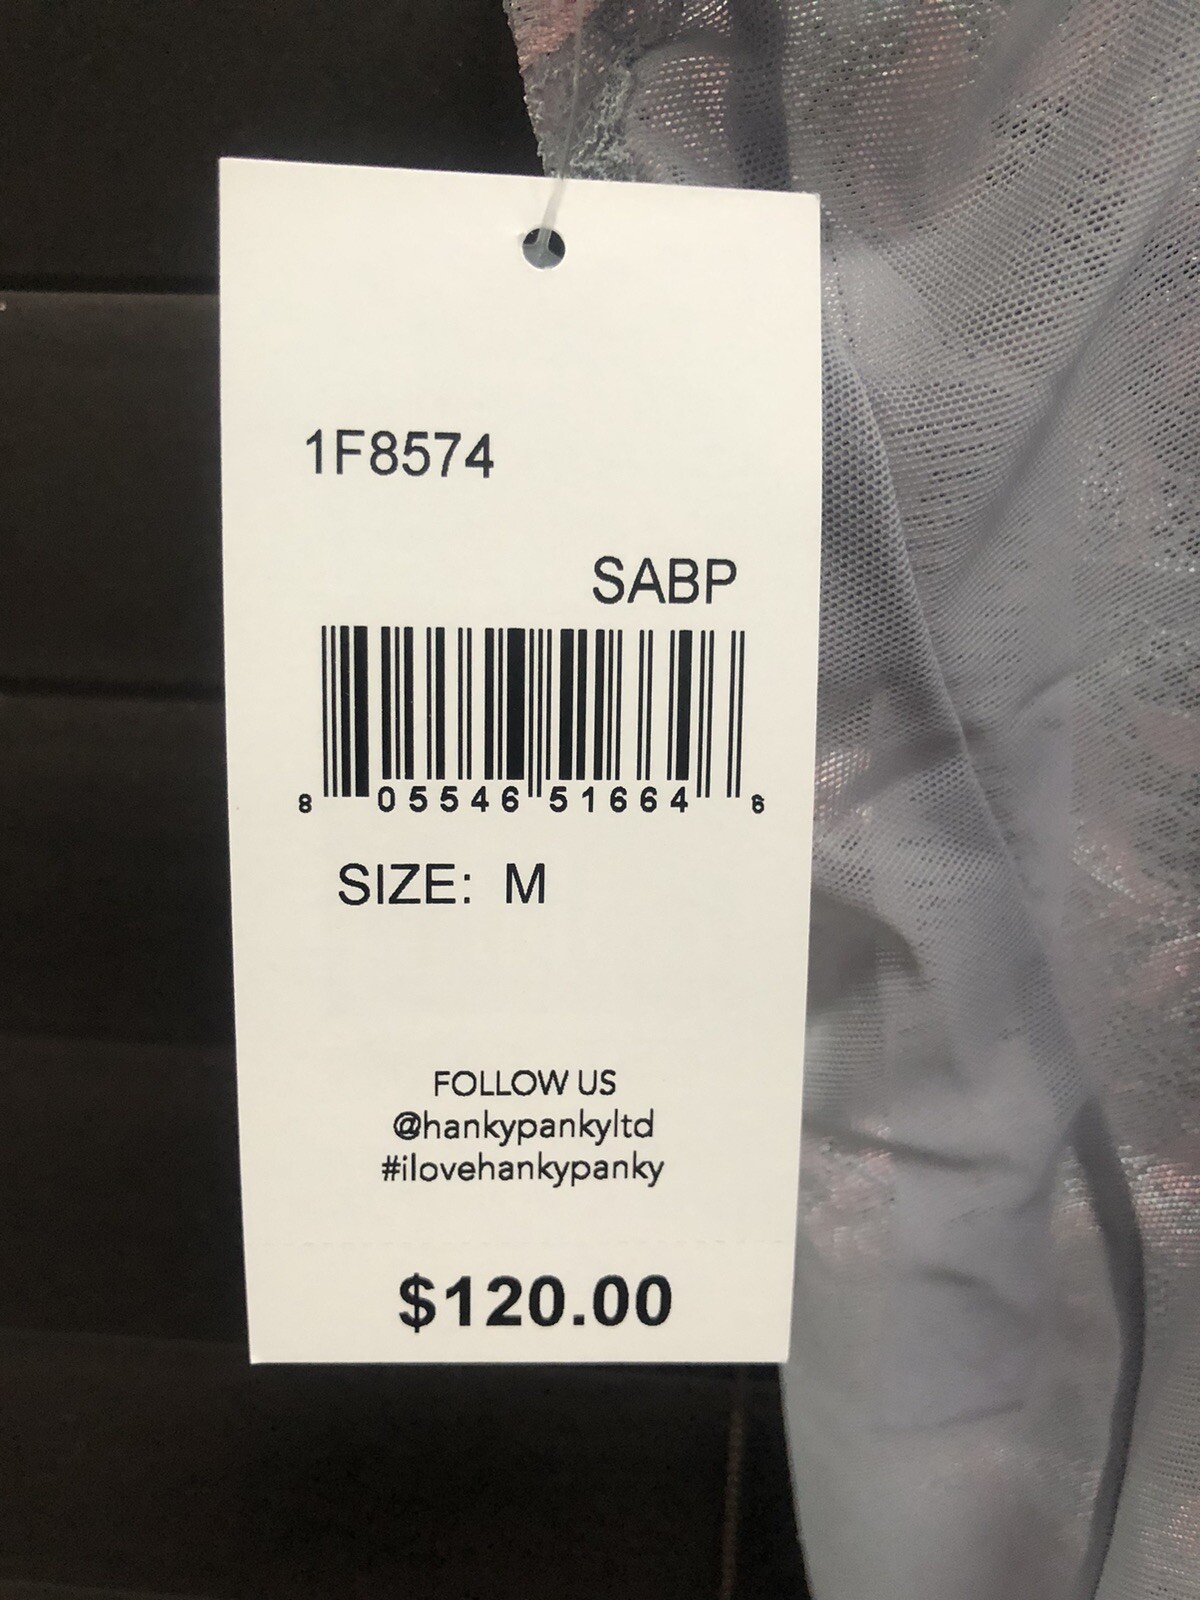 1F8574
SABP
8 05546 51664 6
SIZE: M
FOLLOW US
@hankypankyltd
#ilovehankypanky
$120.00